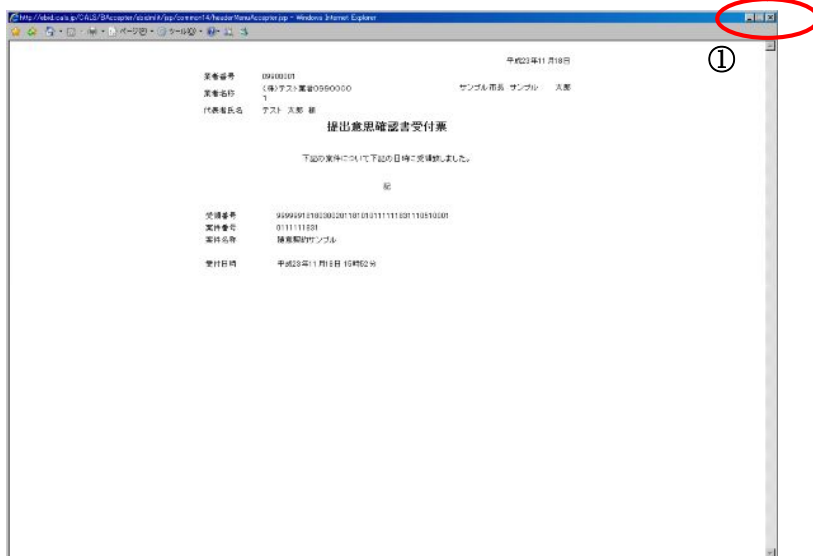 ①
平成23年11月18日
業者番号 09900001
業者名称 (株)テスト業者0990000
1
サンプル市長 サンプル 太郎
代表者氏名 テスト 太郎 様
提出意思確認書受付票
下記の案件について下記の日時に受領致しました。
記
受領番号
案件番号 0111111831
案件名称 随意契約サンプル
受付日時 平成23年11月18日 15時52分